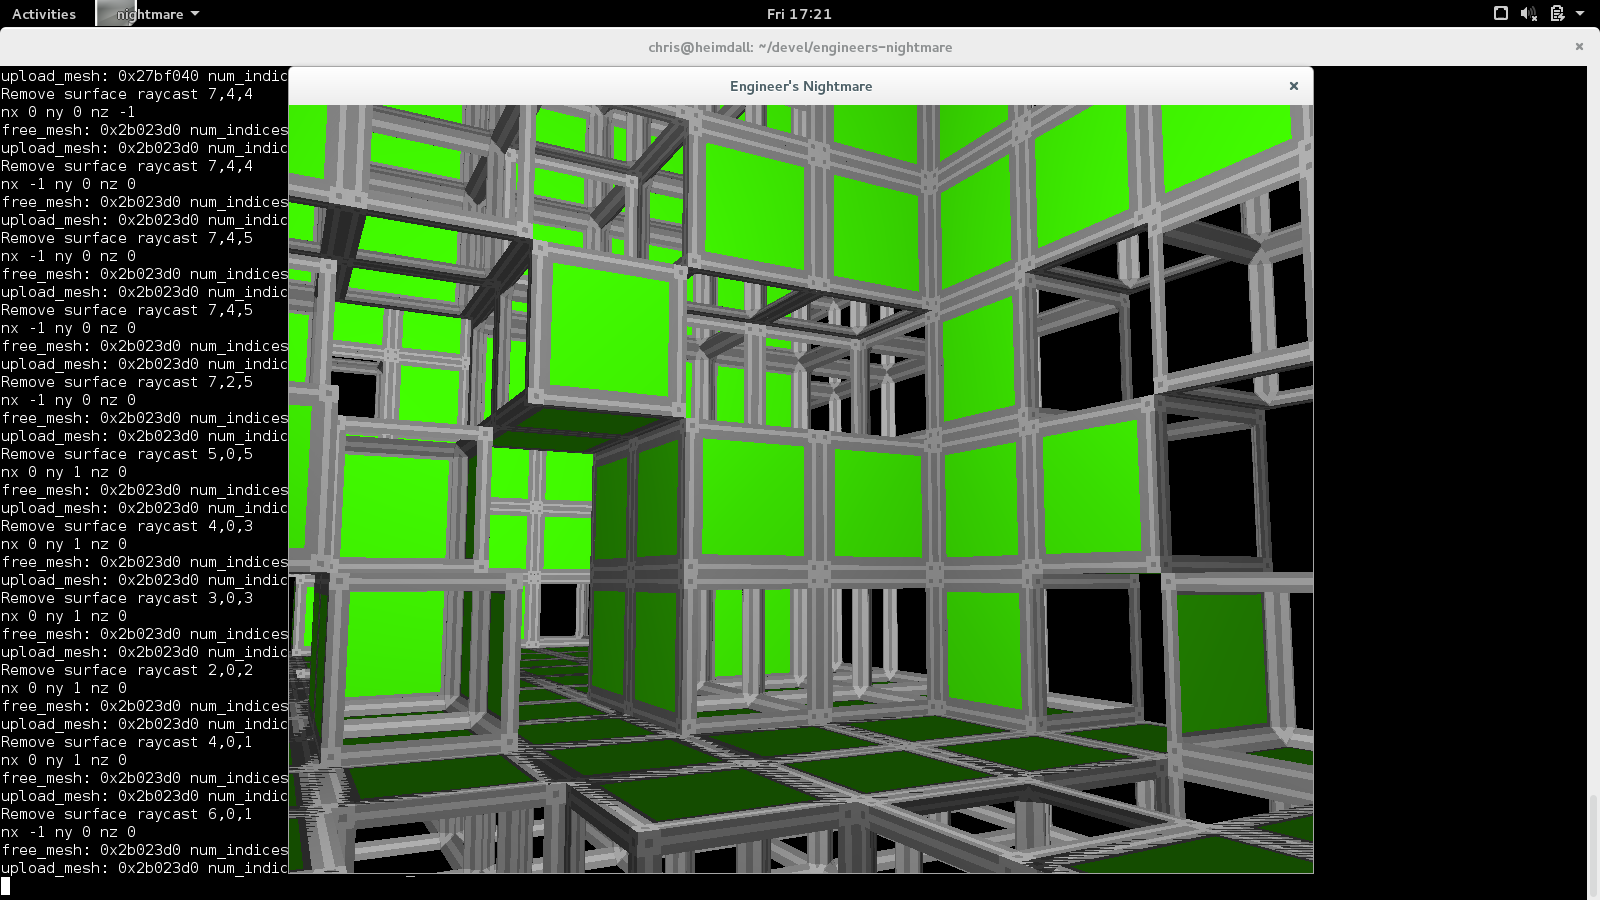 Activities
nightmare
Fri 17:21
chris@heimdall: ~/devel/engineers-nightmare
Engineer's Nightmare
upload_mesh: 0x27bf040 num_indic
Remove surface raycast 7,4,4
nx 0 ny 0 nz -1
free_mesh: 0x2b023d0 num_indices
upload_mesh: 0x2b023d0 num_indic
Remove surface raycast 7,4,4
nx -1 ny 0 nz 0
free_mesh: 0x2b023d0 num_indices
upload_mesh: 0x2b023d0 num_indic
Remove surface raycast 7,4,5
nx -1 ny 0 nz 0
free_mesh: 0x2b023d0 num_indices
upload_mesh: 0x2b023d0 num_indic
Remove surface raycast 7,4,5
nx -1 ny 0 nz 0
free_mesh: 0x2b023d0 num_indices
upload_mesh: 0x2b023d0 num_indic
Remove surface raycast 7,2,5
nx -1 ny 0 nz 0
free_mesh: 0x2b023d0 num_indices
upload_mesh: 0x2b023d0 num_indic
Remove surface raycast 5,0,5
nx 0 ny 1 nz 0
free_mesh: 0x2b023d0 num_indices
upload_mesh: 0x2b023d0 num_indic
Remove surface raycast 4,0,3
nx 0 ny 1 nz 0
free_mesh: 0x2b023d0 num_indices
upload_mesh: 0x2b023d0 num_indic
Remove surface raycast 3,0,3
nx 0 ny 1 nz 0
free_mesh: 0x2b023d0 num_indices
upload_mesh: 0x2b023d0 num_indic
Remove surface raycast 2,0,2
nx 0 ny 1 nz 0
free_mesh: 0x2b023d0 num_indices
upload_mesh: 0x2b023d0 num_indic
Remove surface raycast 4,0,1
nx 0 ny 1 nz 0
free_mesh: 0x2b023d0 num_indices
upload_mesh: 0x2b023d0 num_indic
Remove surface raycast 6,0,1
nx -1 ny 0 nz 0
free_mesh: 0x2b023d0 num_indices
upload_mesh: 0x2b023d0 num_indic